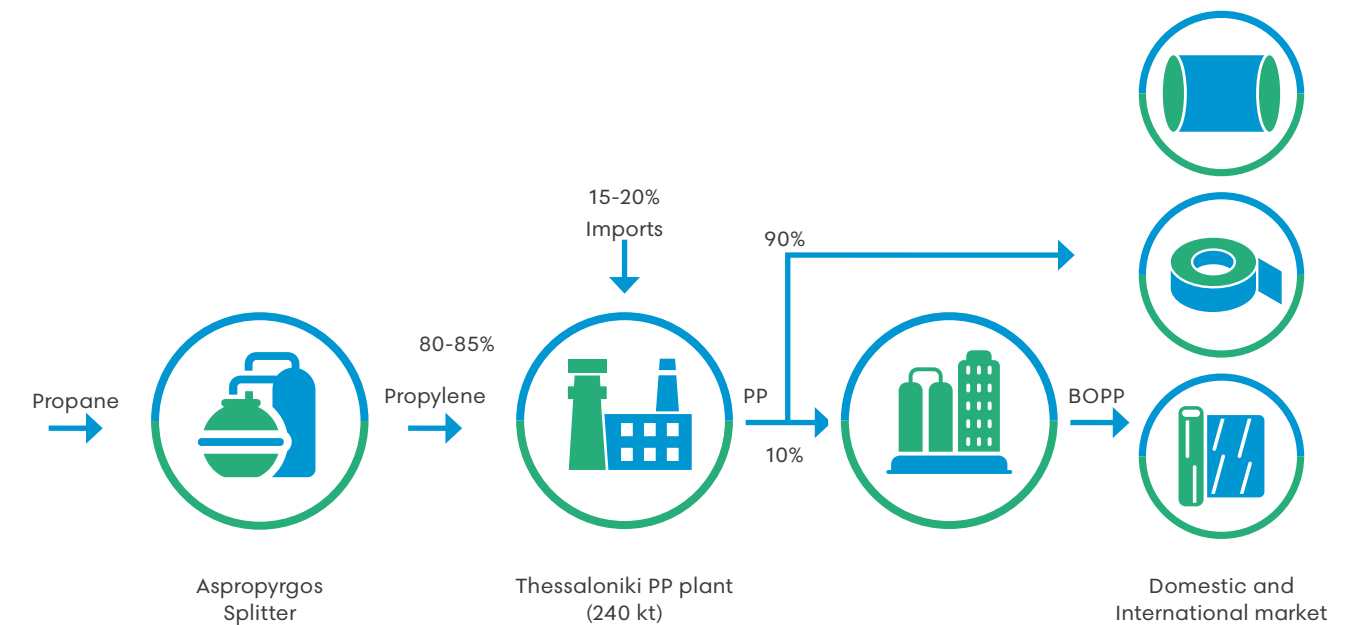 15-20%
Imports
90%
80-85%
Propane
Propylene
PP
BOPP
10%
Aspropyrgos
Splitter
Thessaloniki PP plant
(240 kt)
Domestic and
International market